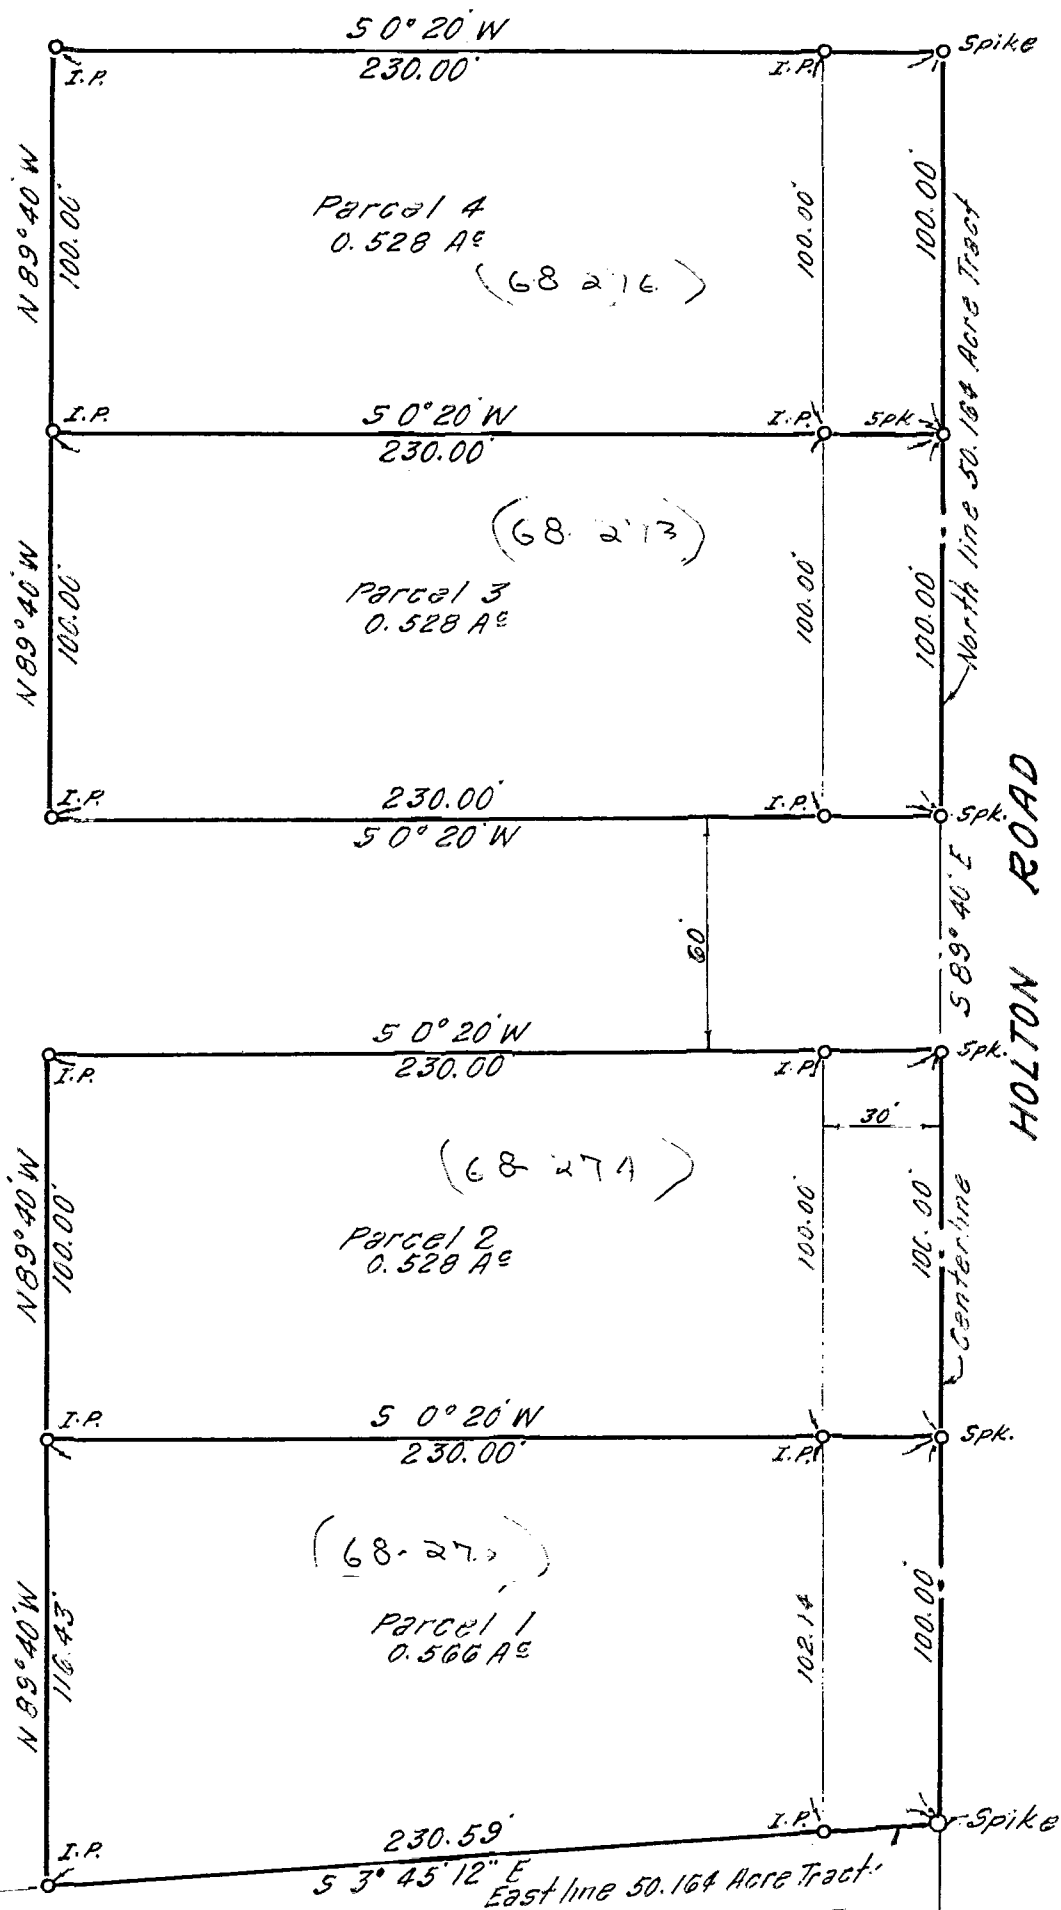 S 0° 20' W
230.00'
Spike
I.P.
I.P.
N 89° 40' W
100.00'
Parcel 4
0.528 Ac
100.00'
100.00'
North line 50.164 Acre Tract
I.P.
S 0° 20' W
230.00'
I.P.
Spk.
N 89° 40' W
100.00'
(68.273)
Parcel 3
0.528 Ac
100.00'
100.00'
I.P.
230.00'
S 0° 20' W
I.P.
Spk.
60'
S 89° 40' E
HOLTON ROAD
S 0° 20' W
230.00'
I.P.
I.P.
Spk.
30'
N 89° 40' W
100.00'
Parcel 2
0.528 Ac
100.00'
100.00'
Centerline
I.P.
S 0° 20' W
230.00'
I.P.
Spk.
N 89° 40' W
116.43'
Parcel 1
0.566 Ac
102.14
100.00'
I.P.
230.59'
S 3° 45' 12" E
East line 50.164 Acre Tract
I.P.
Spike